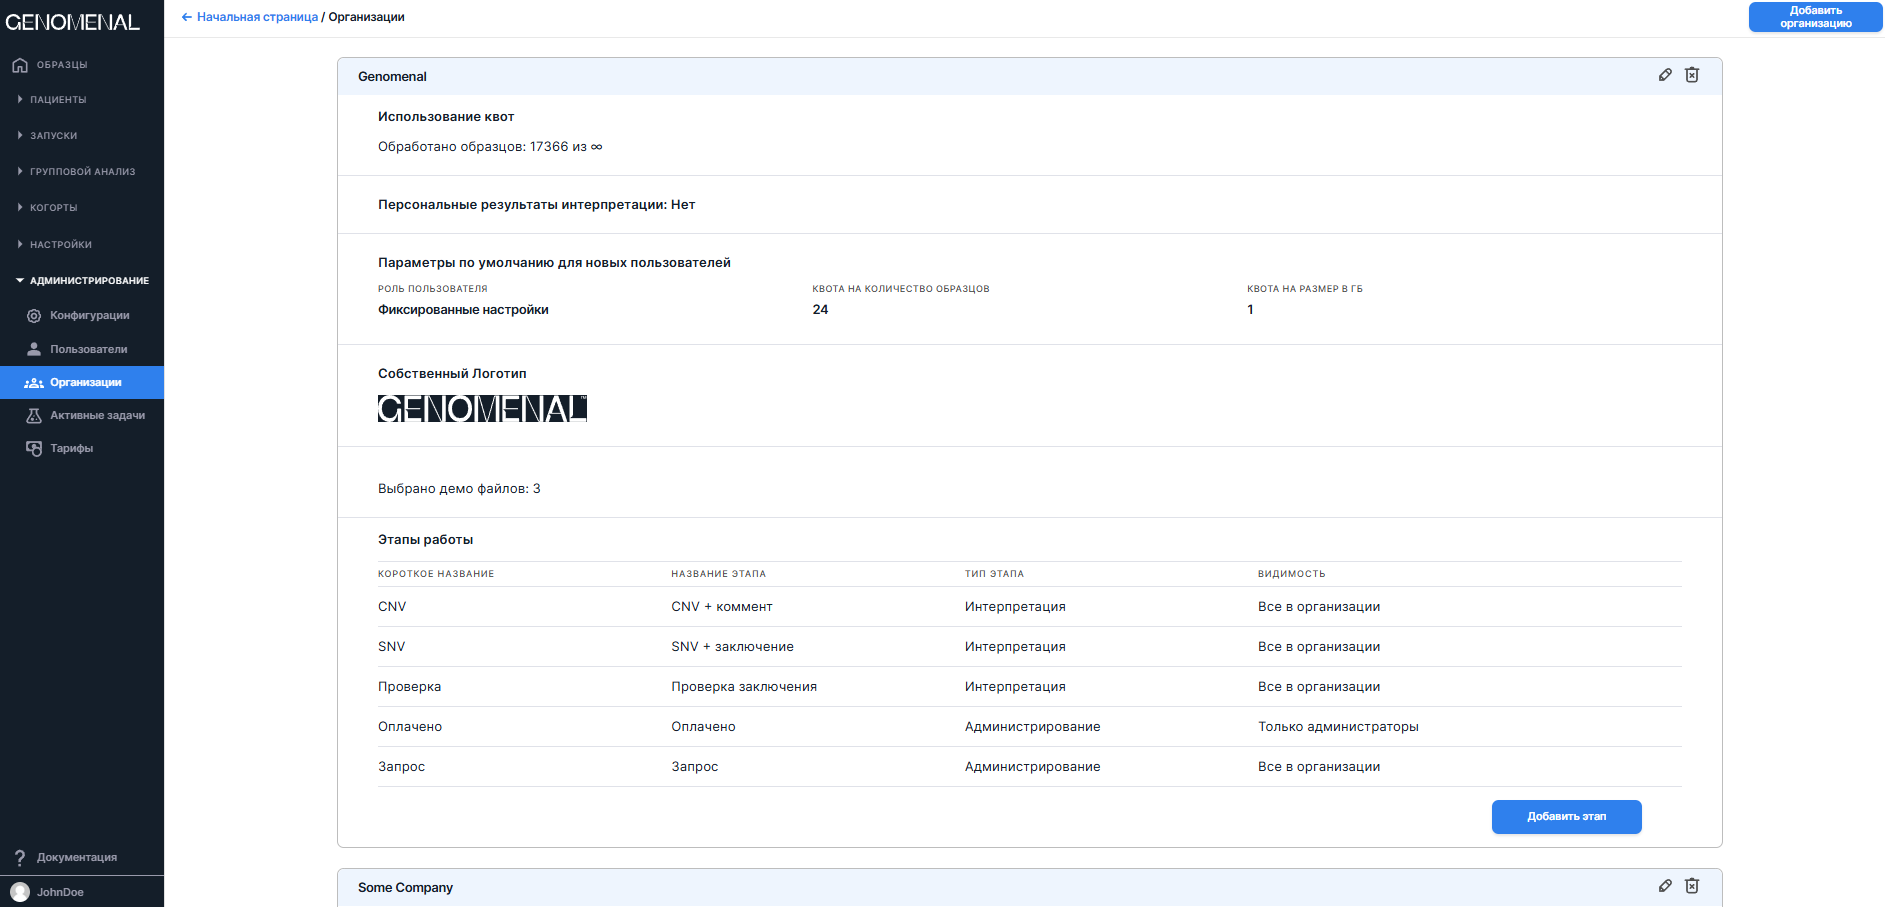 GENOMENAL
ОБРАЗЦЫ
ПАЦИЕНТЫ
ЗАПУСКИ
ГРУППОВОЙ АНАЛИЗ
КОГОРТЫ
НАСТРОЙКИ
АДМИНИСТРИРОВАНИЕ
Конфигурации
Пользователи
Организации
Активные задачи
Тарифы
Документация
JohnDoe
← Начальная страница / Организации
Добавить
организацию
Genomenal
Использование квот
Обработано образцов: 17366 из ∞
Персональные результаты интерпретации: Нет
Параметры по умолчанию для новых пользователей
РОЛЬ ПОЛЬЗОВАТЕЛЯ КВОТА НА КОЛИЧЕСТВО ОБРАЗЦОВ КВОТА НА РАЗМЕР В ГБ
Фиксированные настройки 24 1
Собственный Логотип
GENOMENAL™
Выбрано демо файлов: 3
Этапы работы
КОРОТКОЕ НАЗВАНИЕ НАЗВАНИЕ ЭТАПА ТИП ЭТАПА ВИДИМОСТЬ
CNV CNV + коммент Интерпретация Все в организации
SNV SNV + заключение Интерпретация Все в организации
Проверка Проверка заключения Интерпретация Все в организации
Оплачено Оплачено Администрирование Только администраторы
Запрос Запрос Администрирование Все в организации
Добавить этап
Some Company